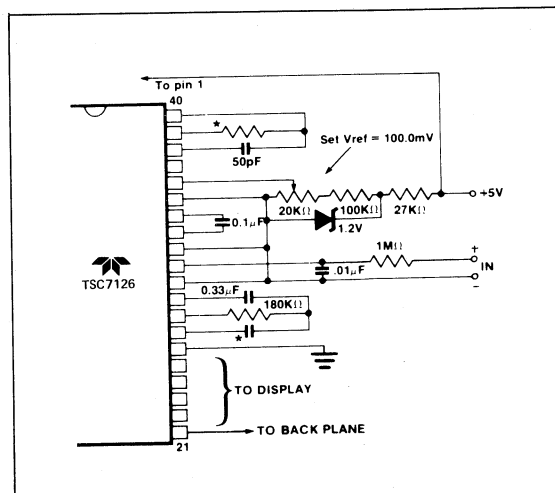 To pin 1
40
*
50pF
Set Vref = 100.0mV
20KΩ
100KΩ
27KΩ
+5V
1.2V
0.1µF
1MΩ
+
IN
-
.01µF
TSC7126
0.33µF
180KΩ
*
TO DISPLAY
TO BACK PLANE
21